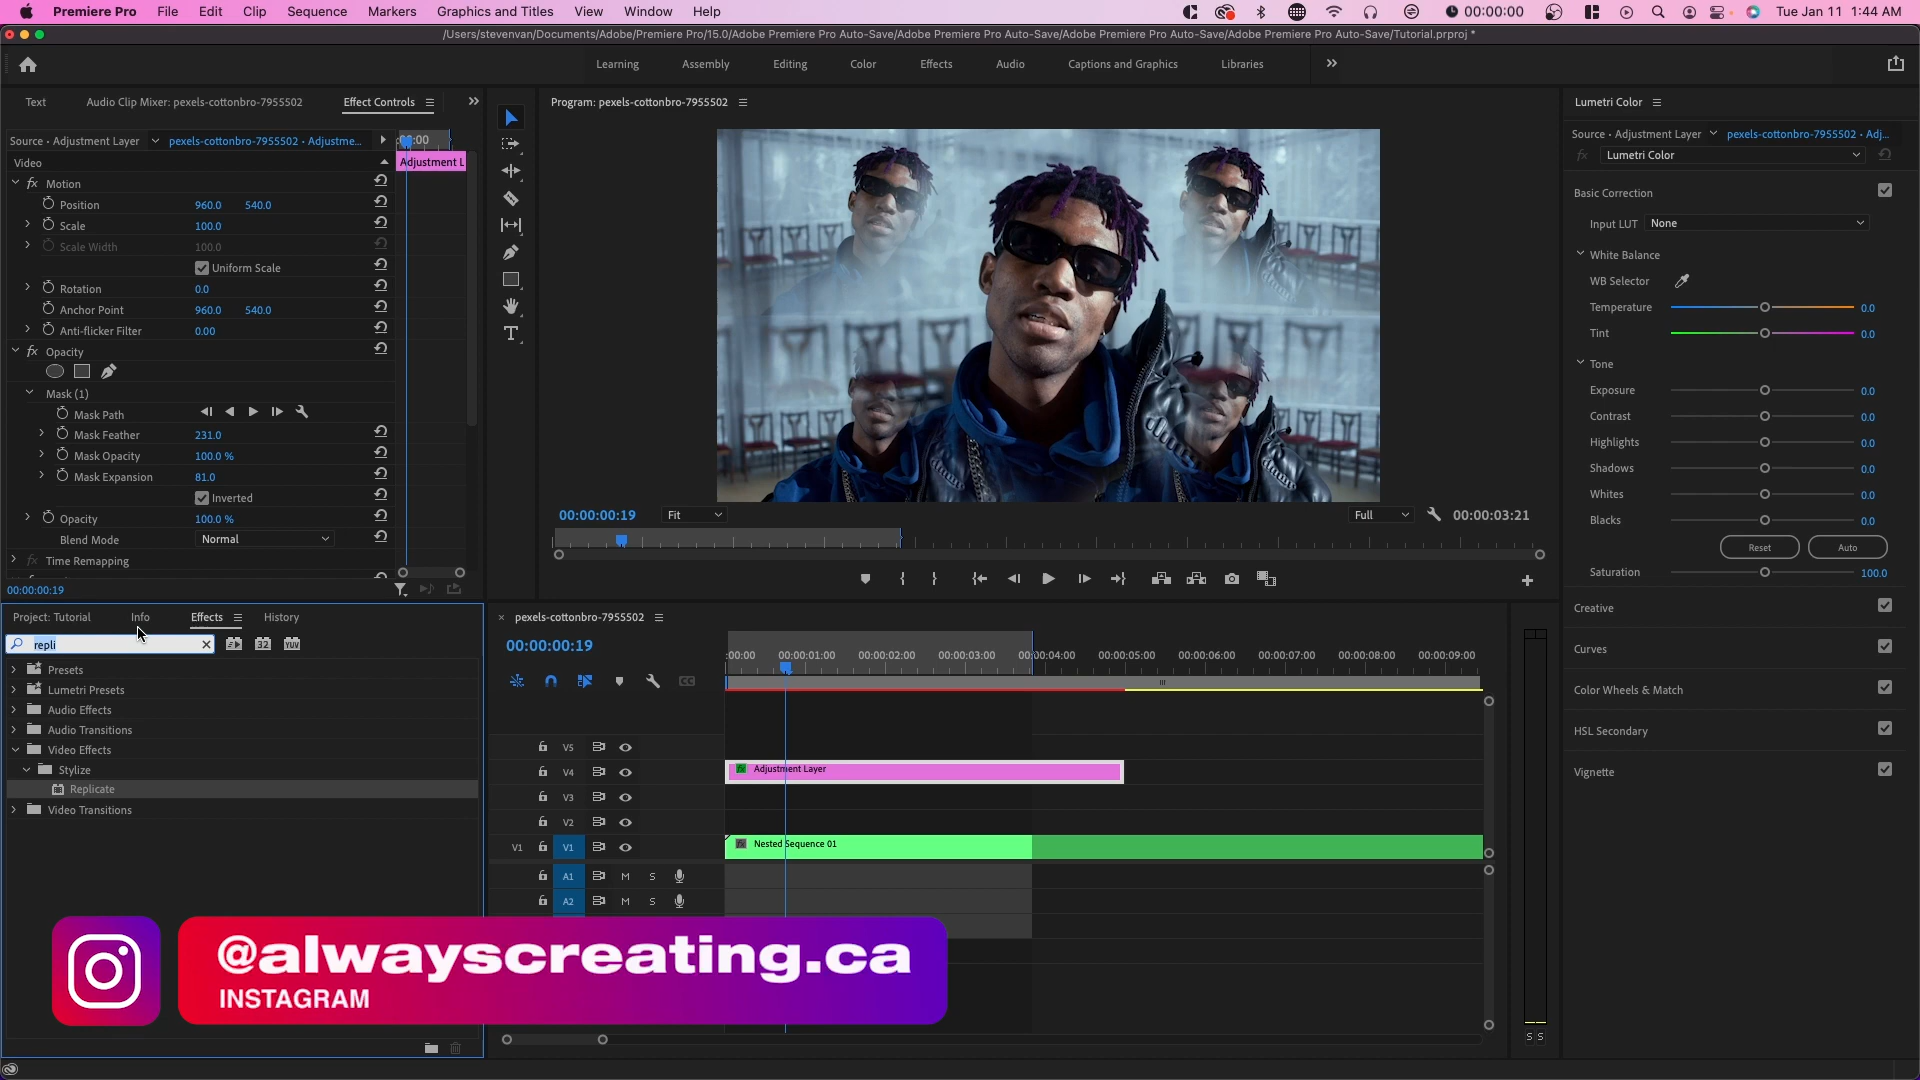 Premiere Pro File Edit Clip Sequence Markers Graphics and Titles View Window Help 00:00:00 Tue Jan 11 1:44 AM
/Users/stevenvan/Documents/Adobe/Premiere Pro/15.0/Adobe Premiere Pro Auto-Save/Adobe Premiere Pro Auto-Save/Adobe Premiere Pro Auto-Save/Adobe Premiere Pro Auto-Save/Tutorial.prproj *
Learning Assembly Editing Color Effects Audio Captions and Graphics Libraries
Text Audio Clip Mixer: pexels-cottonbro-7955502 Effect Controls
Source · Adjustment Layer pexels-cottonbro-7955502 · Adjustme...
Adjustment L
Video
Motion
Position 960.0 540.0
Scale 100.0
Scale Width 100.0
Uniform Scale
Rotation 0.0
Anchor Point 960.0 540.0
Anti-flicker Filter 0.00
Opacity
Mask (1)
Mask Path
Mask Feather 231.0
Mask Opacity 100.0 %
Mask Expansion 81.0
Inverted
Opacity 100.0 %
Blend Mode Normal
Time Remapping
00:00:00:19
Program: pexels-cottonbro-7955502
00:00:00:19 Fit Full 00:00:03:21
Lumetri Color
Source · Adjustment Layer pexels-cottonbro-7955502 · Adj...
fx Lumetri Color
Basic Correction
Input LUT None
White Balance
WB Selector
Temperature 0.0
Tint 0.0
Tone
Exposure 0.0
Contrast 0.0
Highlights 0.0
Shadows 0.0
Whites 0.0
Blacks 0.0
Reset Auto
Saturation 100.0
Creative
Curves
Color Wheels & Match
HSL Secondary
Vignette
Project: Tutorial Info Effects History
repli
Presets
Lumetri Presets
Audio Effects
Audio Transitions
Video Effects
Stylize
Replicate
Video Transitions
pexels-cottonbro-7955502
00:00:00:19
:00:00 00:00:01:00 00:00:02:00 00:00:03:00 00:00:04:00 00:00:05:00 00:00:06:00 00:00:07:00 00:00:08:00 00:00:09:00
V5
V4 Adjustment Layer
V3
V2
V1 V1 Nested Sequence 01
A1 M S
A2 M S
S S
@alwayscreating.ca
INSTAGRAM